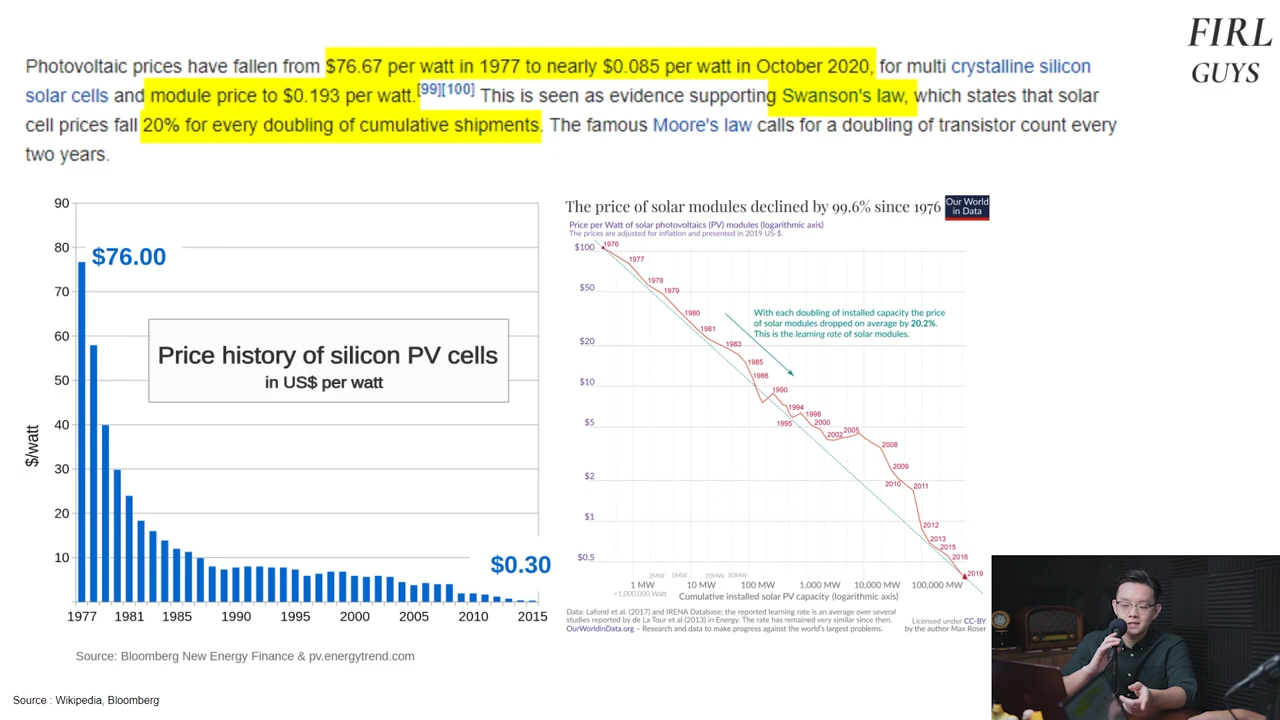 FIRL
GUYS
Photovoltaic prices have fallen from $76.67 per watt in 1977 to nearly $0.085 per watt in October 2020, for multi crystalline silicon
solar cells and module price to $0.193 per watt.[99][100] This is seen as evidence supporting Swanson's law, which states that solar
cell prices fall 20% for every doubling of cumulative shipments. The famous Moore's law calls for a doubling of transistor count every
two years.
90
80
70
60
50
40
30
20
10
$/watt
$76.00
Price history of silicon PV cells
in US$ per watt
$0.30
1977
1981
1985
1990
1995
2000
2005
2010
2015
Source: Bloomberg New Energy Finance & pv.energytrend.com
The price of solar modules declined by 99.6% since 1976
Our World
in Data
Price per Watt of solar photovoltaics (PV) modules (logarithmic axis)
The prices are adjusted for inflation and presented in 2019 US-$.
$100
$50
$20
$10
$5
$2
$1
$0.5
1976
1977
1978
1979
1980
1981
1983
1985
1986
1990
1994
1995
1998
2000
2002
2005
2008
2009
2010
2011
2012
2013
2015
2016
2019
With each doubling of installed capacity the price
of solar modules dropped on average by 20.2%.
This is the learning rate of solar modules.
2MW
5MW
20MW
50MW
1 MW
10 MW
100 MW
1,000 MW
10,000 MW
100,000 MW
~1,000,000 Watt
Cumulative installed solar PV capacity (logarithmic axis)
Data: Lafond et al. (2017) and IRENA Database; the reported learning rate is an average over several
studies reported by de La Tour et al (2013) in Energy. The rate has remained very similar since then.
OurWorldinData.org – Research and data to make progress against the world's largest problems.
Licensed under CC-BY
by the author Max Roser
Source : Wikipedia, Bloomberg